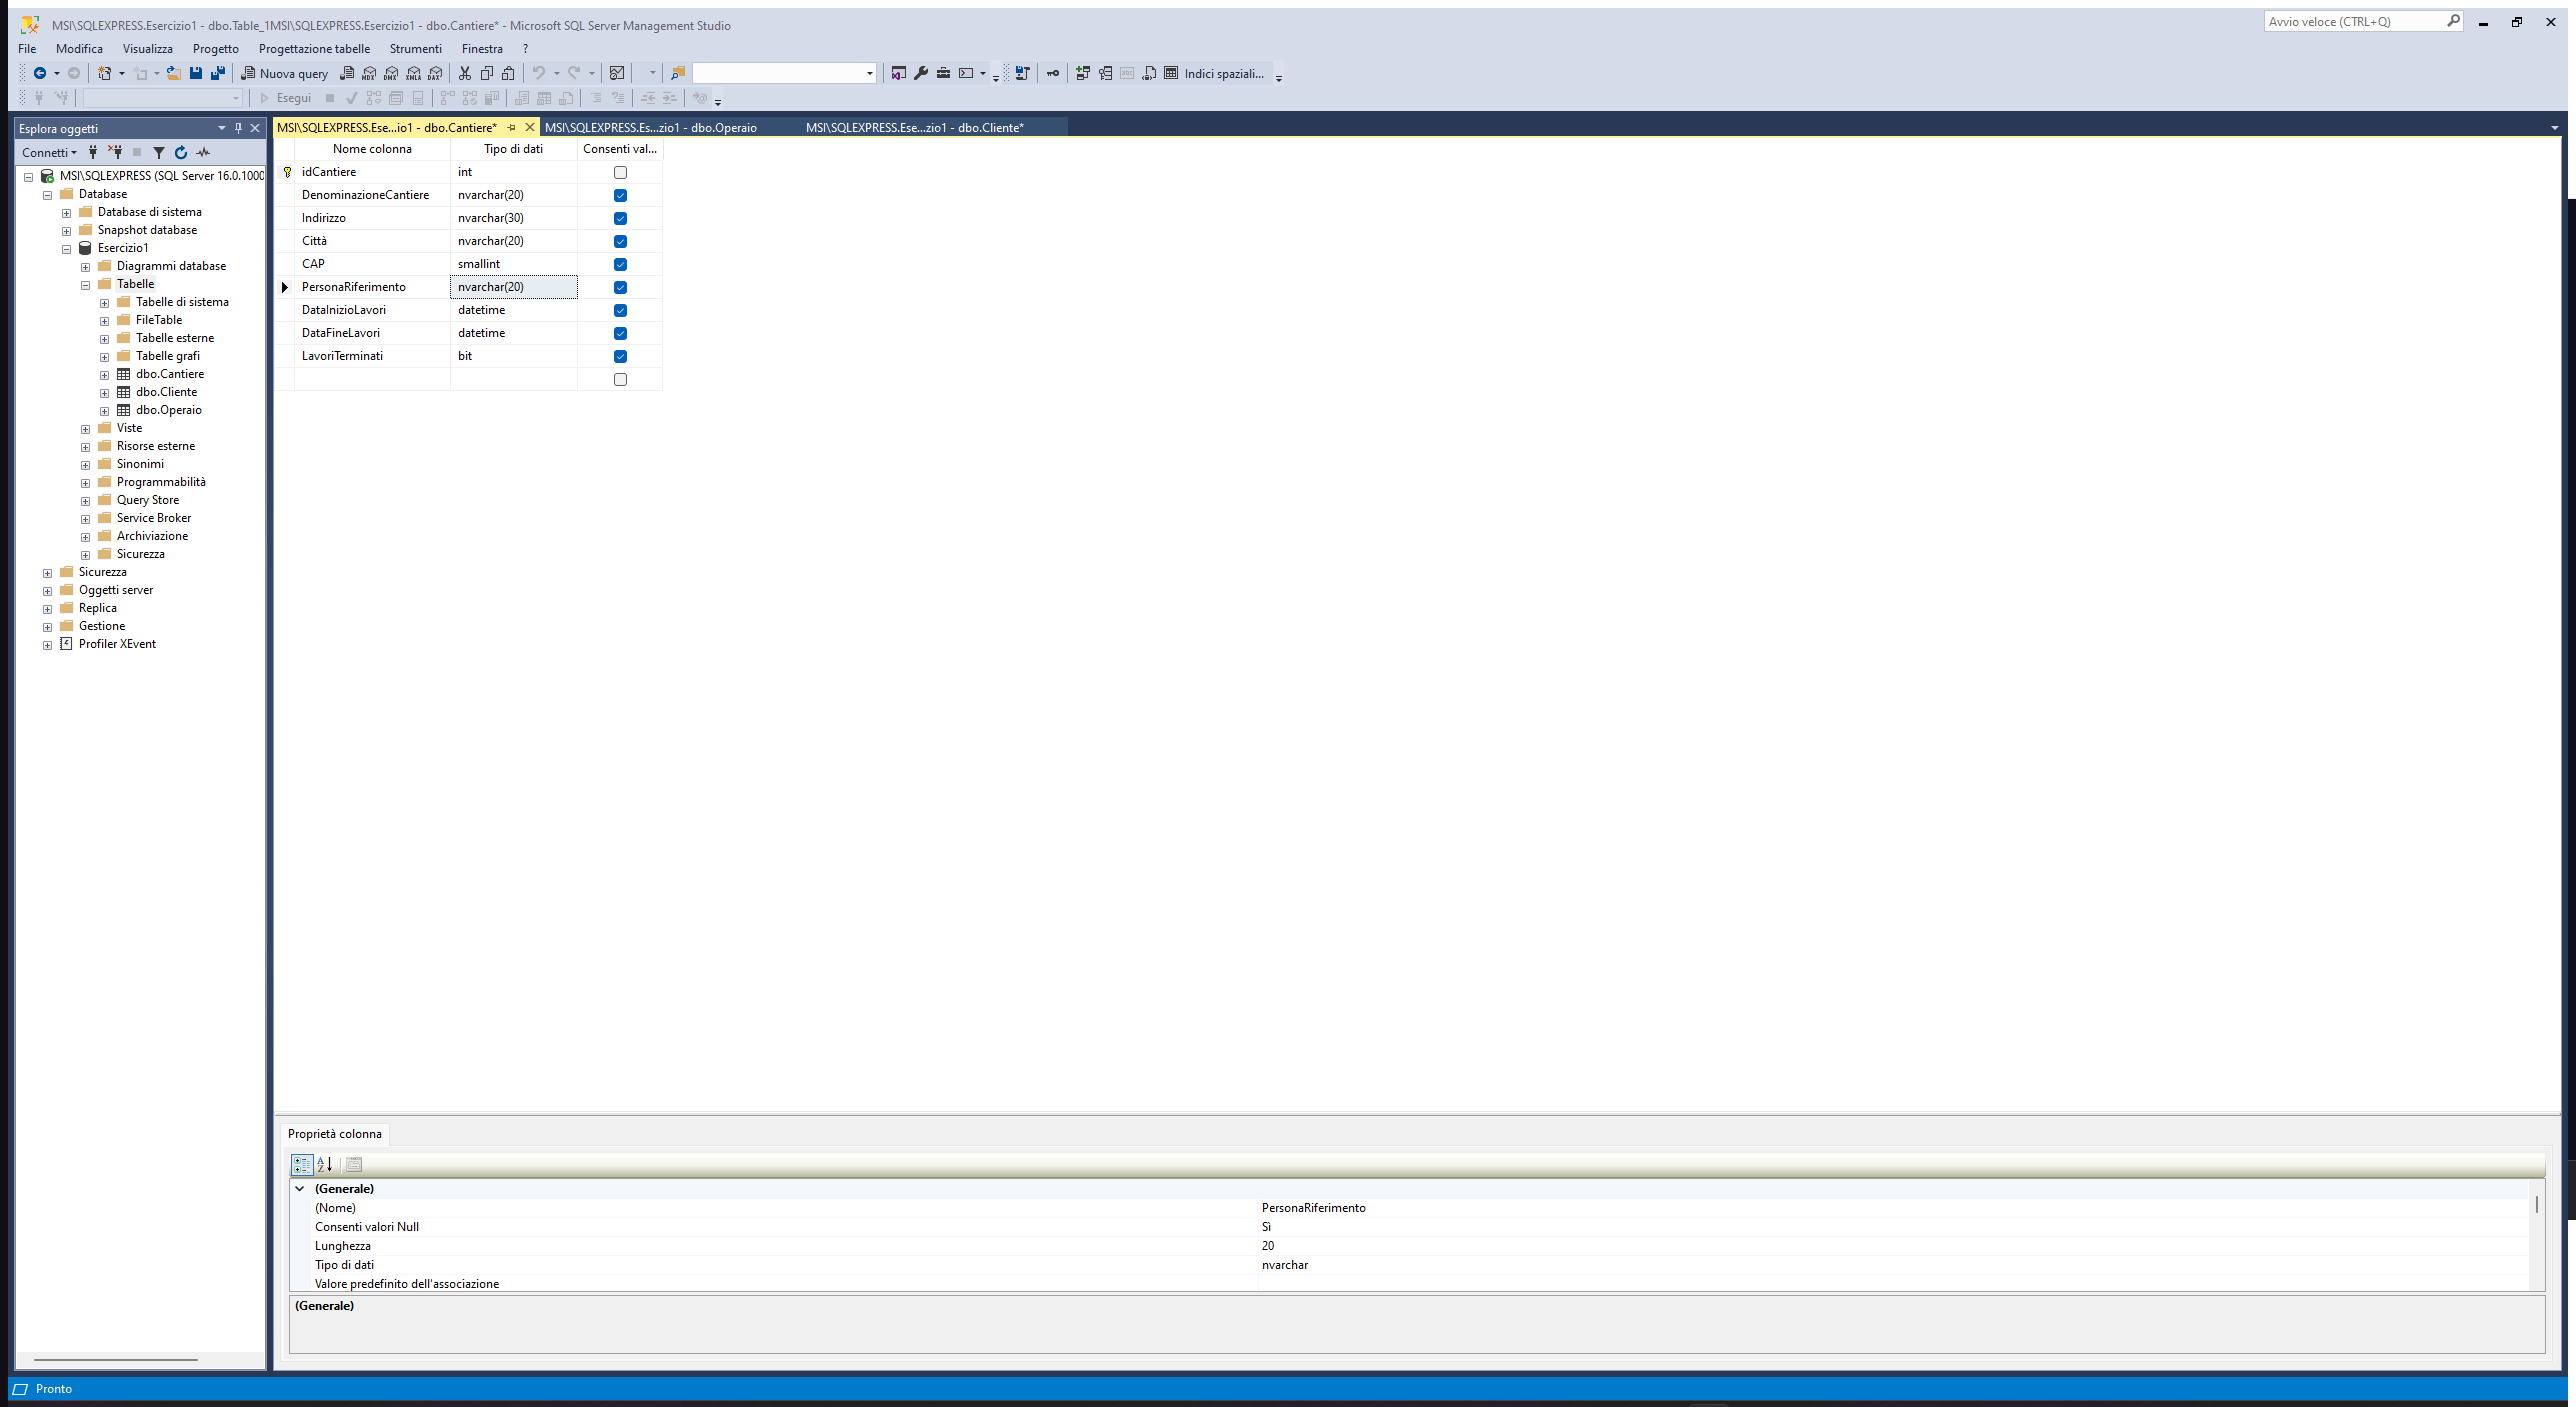 MSI\SQLEXPRESS.Esercizio1 - dbo.Table_1MSI\SQLEXPRESS.Esercizio1 - dbo.Cantiere* - Microsoft SQL Server Management Studio
Avvio veloce (CTRL+Q)
File Modifica Visualizza Progetto Progettazione tabelle Strumenti Finestra ?
Nuova query MDX DMX XMLA DAX Indici spaziali...
Esegui
Esplora oggetti
Connetti
MSI\SQLEXPRESS (SQL Server 16.0.1000
Database
Database di sistema
Snapshot database
Esercizio1
Diagrammi database
Tabelle
Tabelle di sistema
FileTable
Tabelle esterne
Tabelle grafi
dbo.Cantiere
dbo.Cliente
dbo.Operaio
Viste
Risorse esterne
Sinonimi
Programmabilità
Query Store
Service Broker
Archiviazione
Sicurezza
Sicurezza
Oggetti server
Replica
Gestione
Profiler XEvent
MSI\SQLEXPRESS.Ese...io1 - dbo.Cantiere* MSI\SQLEXPRESS.Es...zio1 - dbo.Operaio MSI\SQLEXPRESS.Ese...zio1 - dbo.Cliente*
Nome colonna Tipo di dati Consenti val...
idCantiere int
DenominazioneCantiere nvarchar(20)
Indirizzo nvarchar(30)
Città nvarchar(20)
CAP smallint
PersonaRiferimento nvarchar(20)
DataInizioLavori datetime
DataFineLavori datetime
LavoriTerminati bit
Proprietà colonna
(Generale)
(Nome) PersonaRiferimento
Consenti valori Null Sì
Lunghezza 20
Tipo di dati nvarchar
Valore predefinito dell'associazione
(Generale)
Pronto